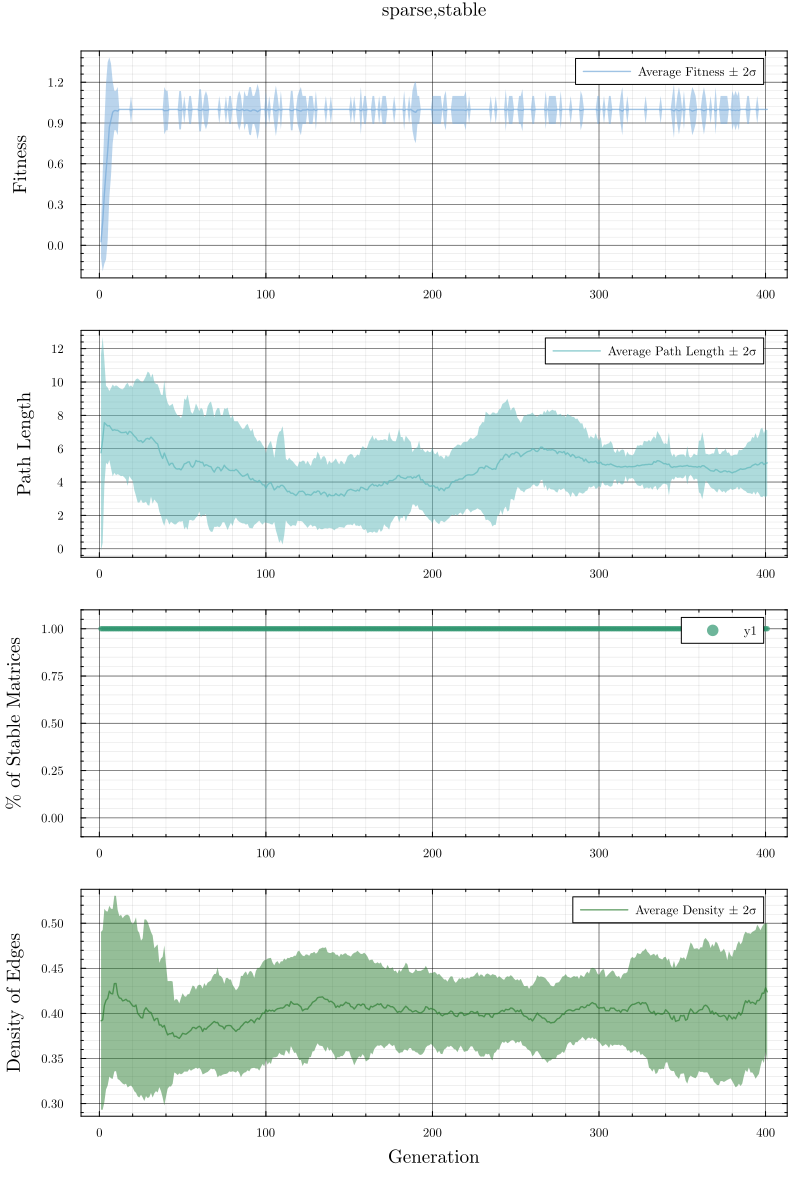 sparse,stable
Average Fitness ± 2σ
Fitness
1.2
0.9
0.6
0.3
0.0
0 100 200 300 400
Average Path Length ± 2σ
Path Length
12
10
8
6
4
2
0
0 100 200 300 400
y1
% of Stable Matrices
1.00
0.75
0.50
0.25
0.00
0 100 200 300 400
Average Density ± 2σ
Density of Edges
0.50
0.45
0.40
0.35
0.30
0 100 200 300 400
Generation